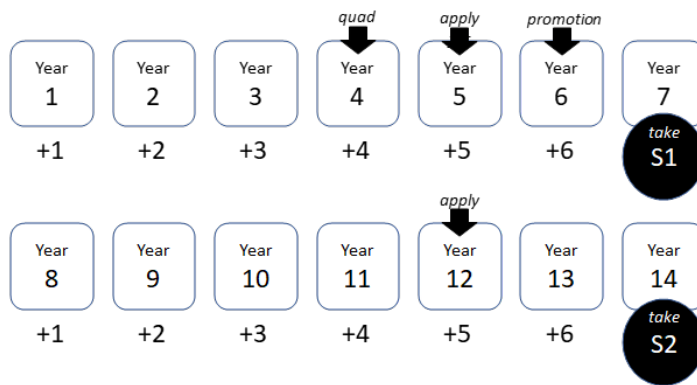 quad apply promotion
Year Year Year Year Year Year Year
1 2 3 4 5 6 7
take
+1 +2 +3 +4 +5 +6 S1
apply
Year Year Year Year Year Year Year
8 9 10 11 12 13 14
take
+1 +2 +3 +4 +5 +6 S2